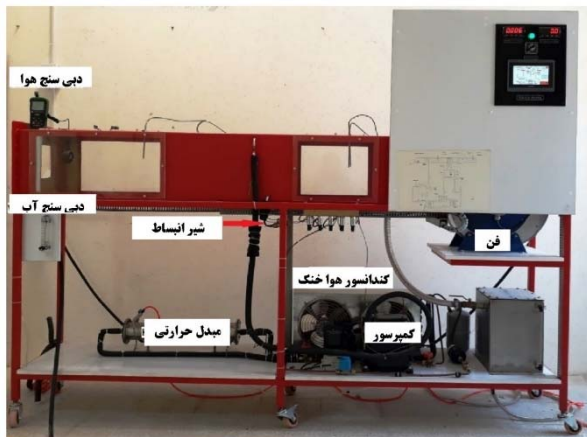 دبی سنج هوا
دبی سنج آب
شیر انبساط
فن
کندانسور هوا خنک
مبدل حرارتی
کمپرسور